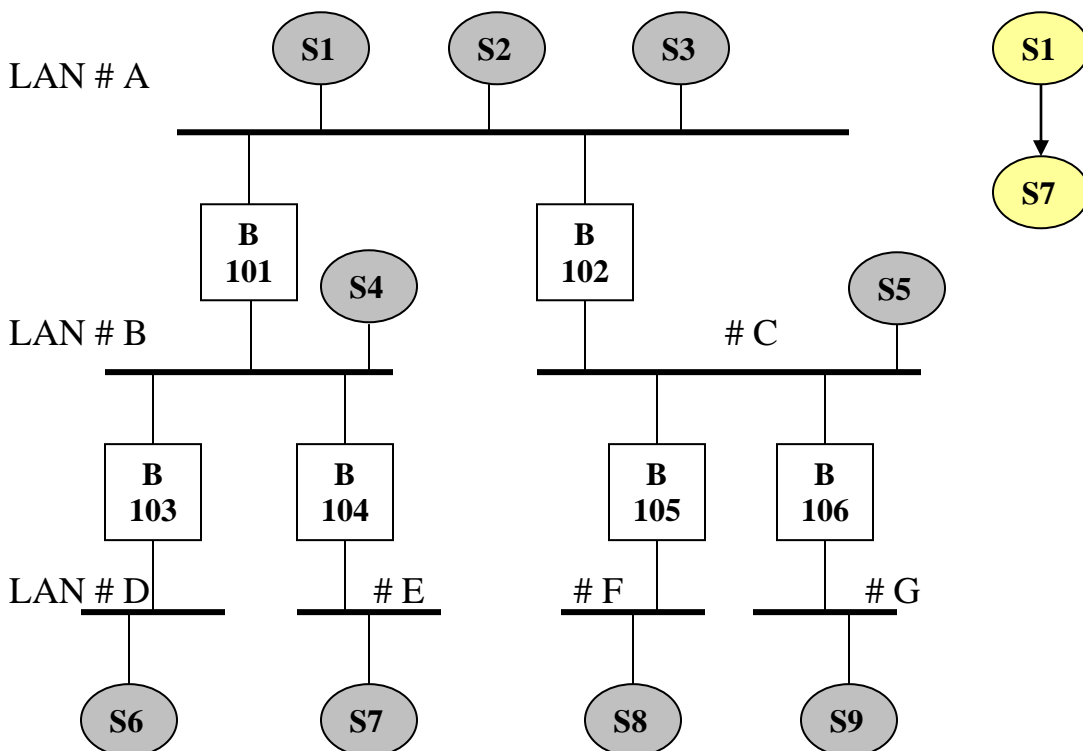 S1 S2 S3 S1
LAN # A
S7
B
101
B
102
S4 S5
LAN # B # C
B
103
B
104
B
105
B
106
LAN # D # E # F # G
S6 S7 S8 S9